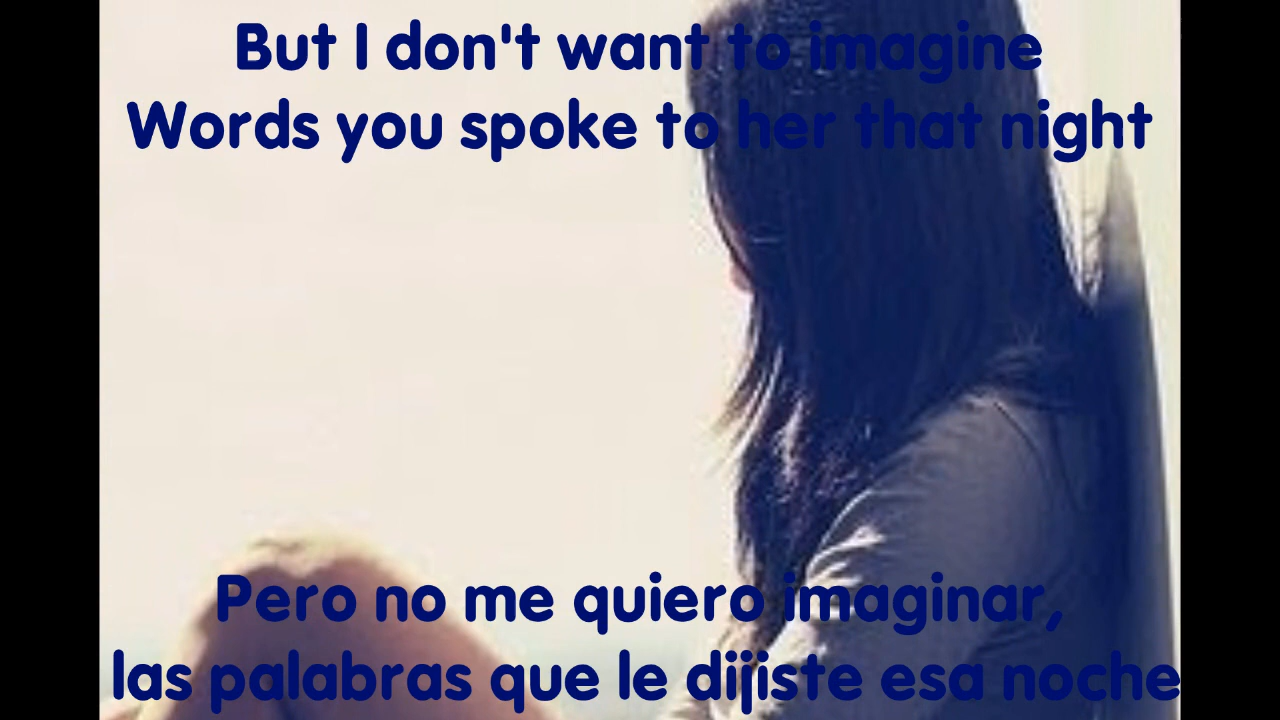 But I don't want to imagine
Words you spoke to her that night
Pero no me quiero imaginar,
las palabras que le dijiste esa noche